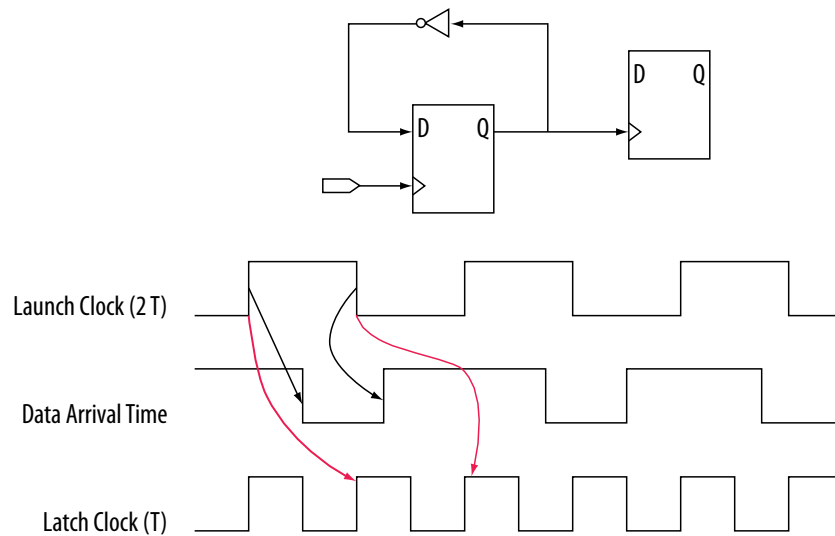 D Q
D Q
Launch Clock (2 T)
Data Arrival Time
Latch Clock (T)